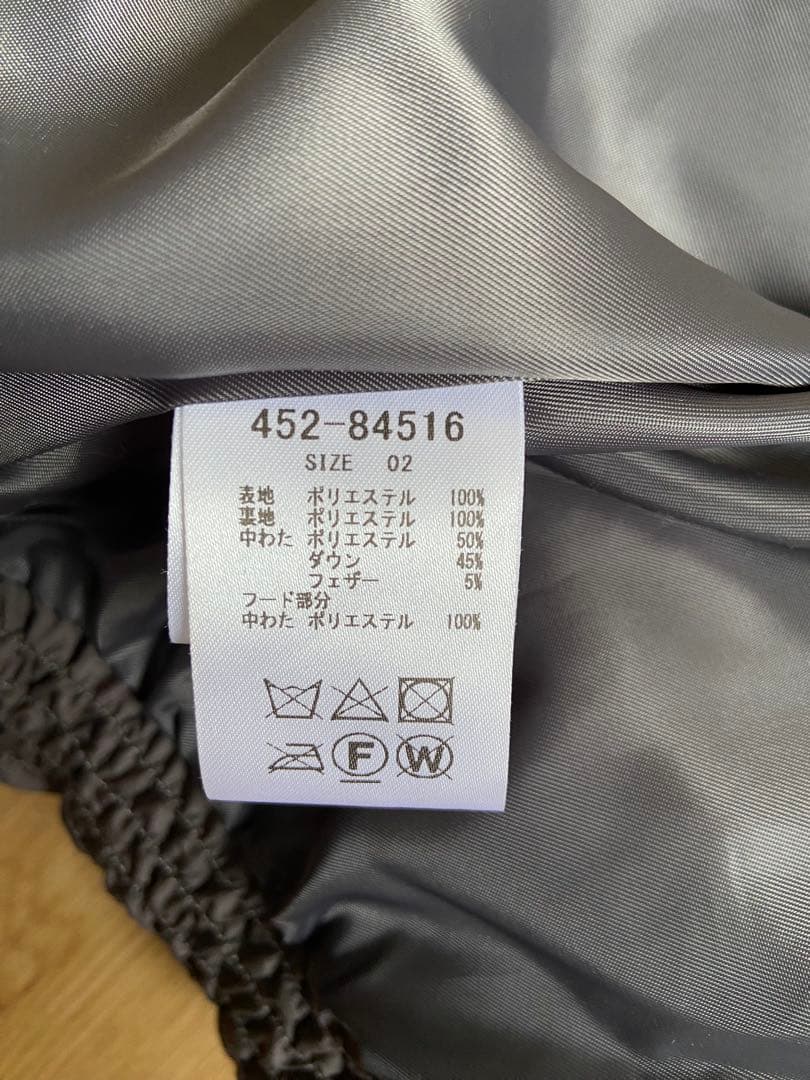 452-84516
SIZE 02
表地 ポリエステル 100%
裏地 ポリエステル 100%
中わた ポリエステル 50%
ダウン 45%
フェザー 5%
フード部分
中わた ポリエステル 100%
F W